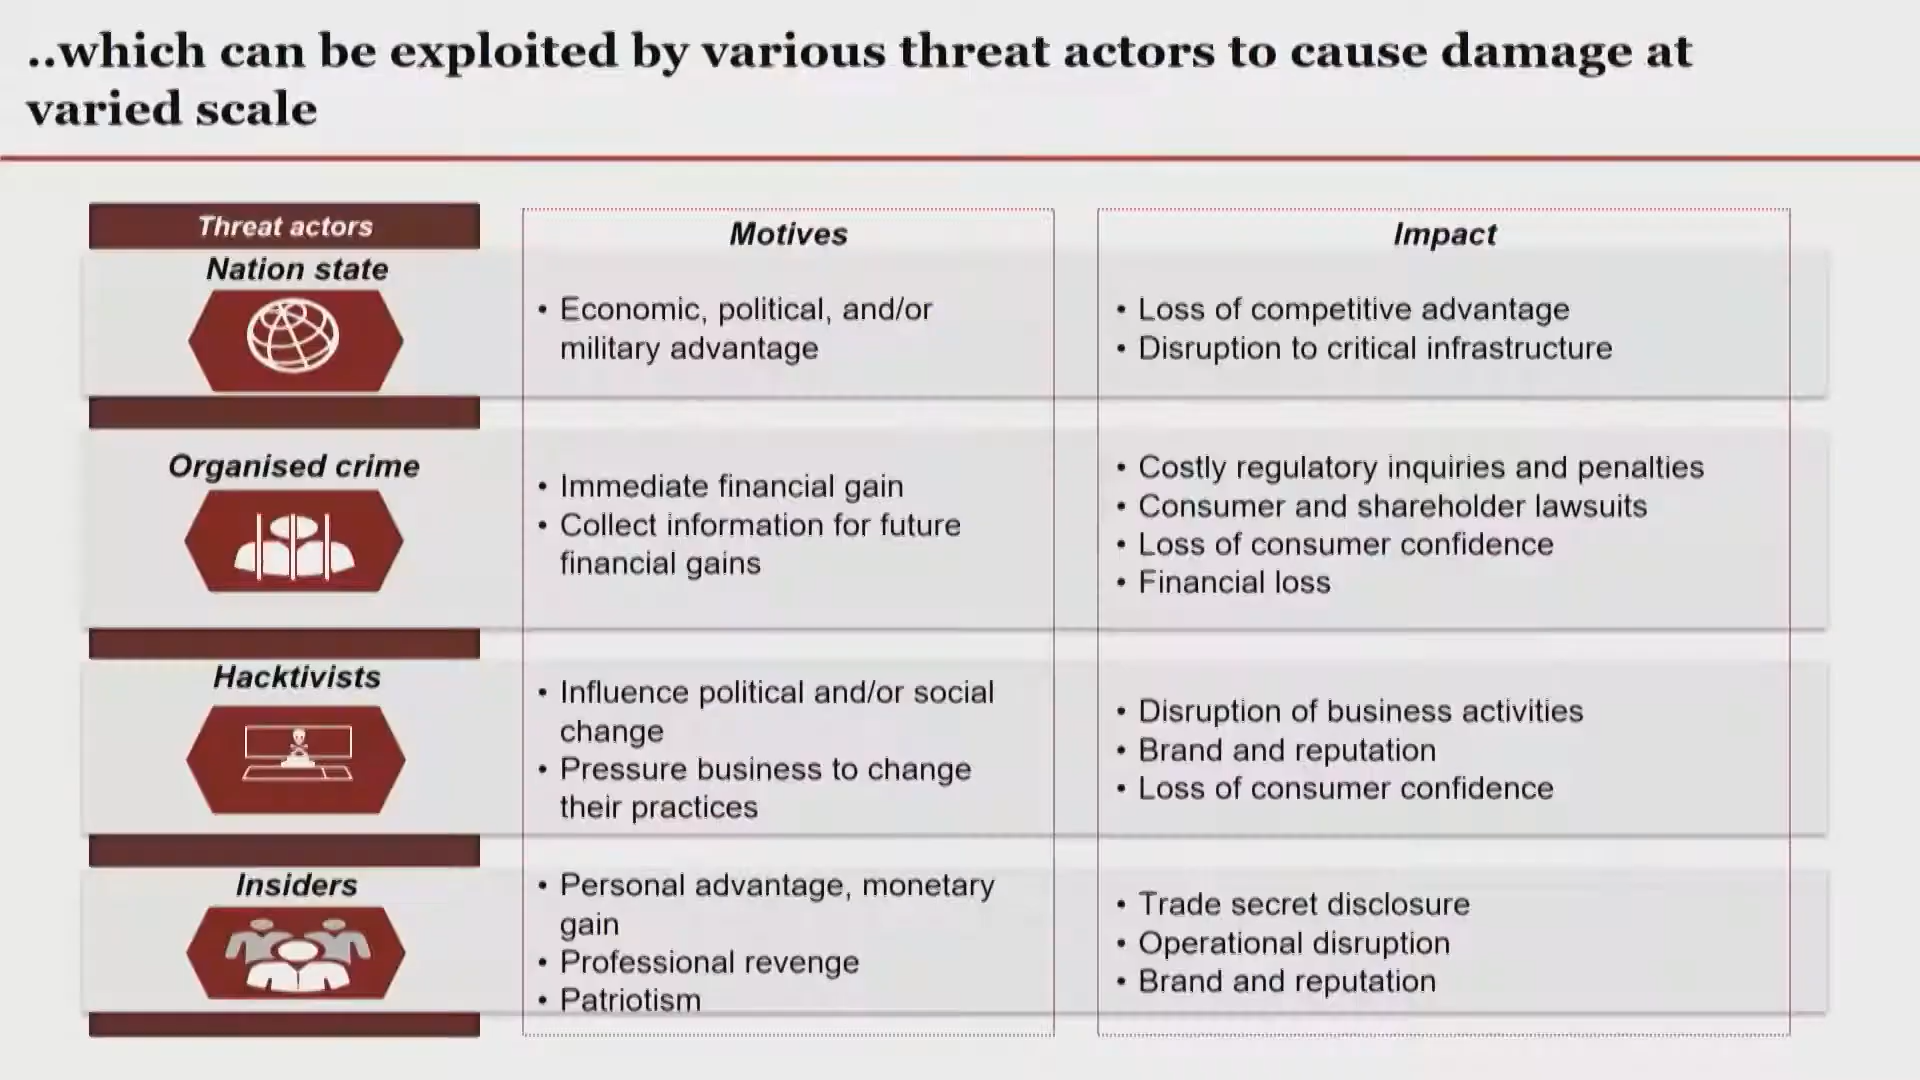 ..which can be exploited by various threat actors to cause damage at
varied scale
Threat actors
Motives
Impact
Nation state
• Economic, political, and/or
military advantage
• Loss of competitive advantage
• Disruption to critical infrastructure
Organised crime
• Immediate financial gain
• Collect information for future
financial gains
• Costly regulatory inquiries and penalties
• Consumer and shareholder lawsuits
• Loss of consumer confidence
• Financial loss
Hacktivists
• Influence political and/or social
change
• Pressure business to change
their practices
• Disruption of business activities
• Brand and reputation
• Loss of consumer confidence
Insiders
• Personal advantage, monetary
gain
• Professional revenge
• Patriotism
• Trade secret disclosure
• Operational disruption
• Brand and reputation